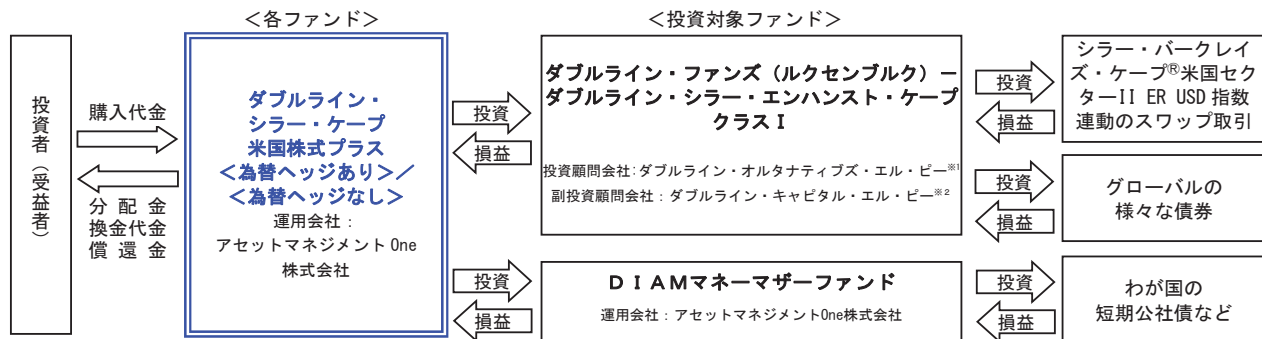 <各ファンド>
<投資対象ファンド>
投資者(受益者)
購入代金
分配金
換金代金
償還金
ダブルライン・
シラー・ケープ
米国株式プラス
<為替ヘッジあり>/
<為替ヘッジなし>
運用会社:
アセットマネジメント One
株式会社
投資
損益
ダブルライン・ファンズ(ルクセンブルク)-
ダブルライン・シラー・エンハンスト・ケープ
クラス I
投資顧問会社:ダブルライン・オルタナティブズ・エル・ピー※1
副投資顧問会社:ダブルライン・キャピタル・エル・ピー※2
投資
損益
シラー・バークレイ
ズ・ケープ®米国セク
ターII ER USD 指数
連動のスワップ取引
投資
損益
グローバルの
様々な債券
投資
損益
DIAMマネーマザーファンド
運用会社:アセットマネジメントOne株式会社
投資
損益
わが国の
短期公社債など